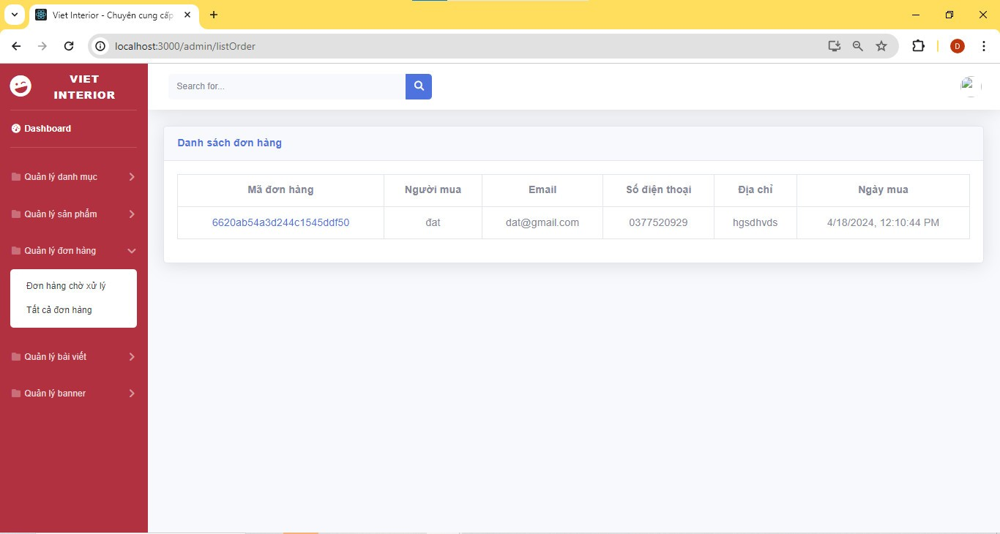 Viet Interior - Chuyên cung cấp
localhost:3000/admin/listOrder
D
VIET
INTERIOR
Search for...
Dashboard
Danh sách đơn hàng
Quản lý danh mục
Quản lý sản phẩm
Quản lý đơn hàng
Đơn hàng chờ xử lý
Tất cả đơn hàng
Quản lý bài viết
Quản lý banner
Mã đơn hàng Người mua Email Số điện thoại Địa chỉ Ngày mua
6620ab54a3d244c1545ddf50 đat dat@gmail.com 0377520929 hgsdhvds 4/18/2024, 12:10:44 PM